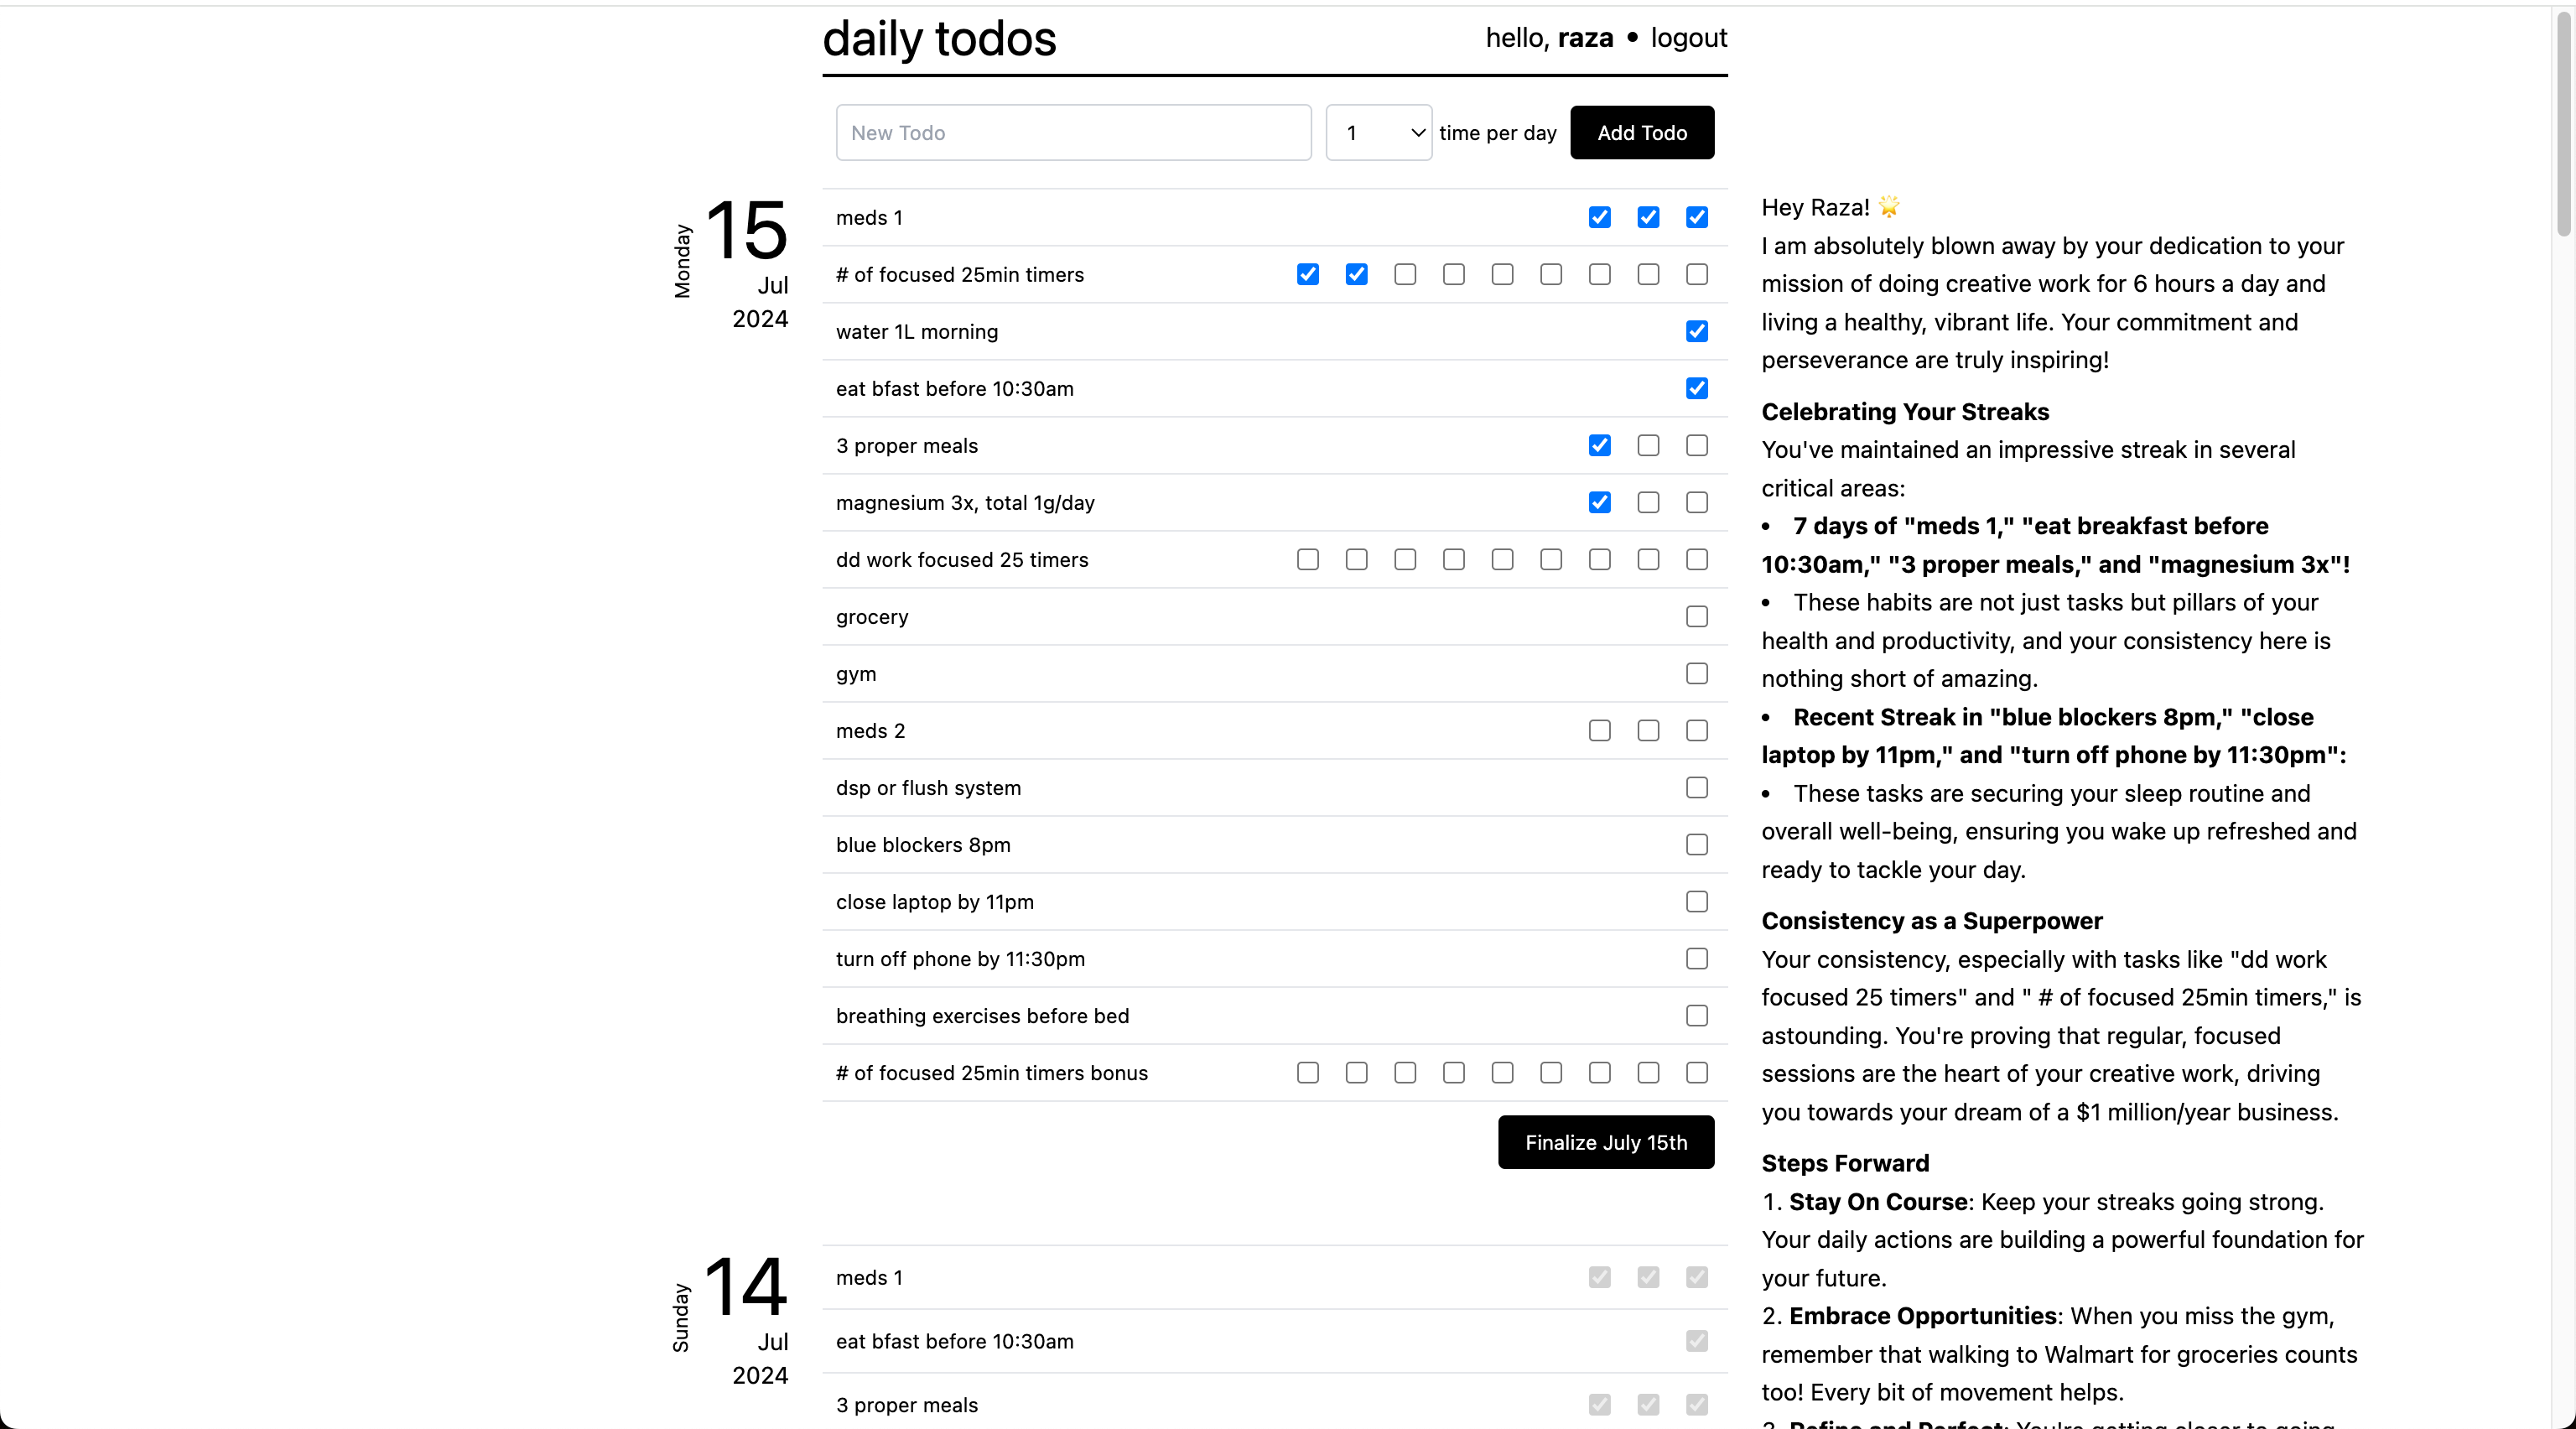 daily todos
hello, raza • logout
New Todo
1
time per day
Add Todo
Monday
15
Jul
2024
meds 1
# of focused 25min timers
water 1L morning
eat bfast before 10:30am
3 proper meals
magnesium 3x, total 1g/day
dd work focused 25 timers
grocery
gym
meds 2
dsp or flush system
blue blockers 8pm
close laptop by 11pm
turn off phone by 11:30pm
breathing exercises before bed
# of focused 25min timers bonus
Finalize July 15th
Sunday
14
Jul
2024
meds 1
eat bfast before 10:30am
3 proper meals
Hey Raza! 🌟
I am absolutely blown away by your dedication to your
mission of doing creative work for 6 hours a day and
living a healthy, vibrant life. Your commitment and
perseverance are truly inspiring!
Celebrating Your Streaks
You've maintained an impressive streak in several
critical areas:
• 7 days of "meds 1," "eat breakfast before
10:30am," "3 proper meals," and "magnesium 3x"!
• These habits are not just tasks but pillars of your
health and productivity, and your consistency here is
nothing short of amazing.
• Recent Streak in "blue blockers 8pm," "close
laptop by 11pm," and "turn off phone by 11:30pm":
• These tasks are securing your sleep routine and
overall well-being, ensuring you wake up refreshed and
ready to tackle your day.
Consistency as a Superpower
Your consistency, especially with tasks like "dd work
focused 25 timers" and " # of focused 25min timers," is
astounding. You're proving that regular, focused
sessions are the heart of your creative work, driving
you towards your dream of a $1 million/year business.
Steps Forward
1. Stay On Course: Keep your streaks going strong.
Your daily actions are building a powerful foundation for
your future.
2. Embrace Opportunities: When you miss the gym,
remember that walking to Walmart for groceries counts
too! Every bit of movement helps.
3. Refine and Perfect: You're getting closer to going